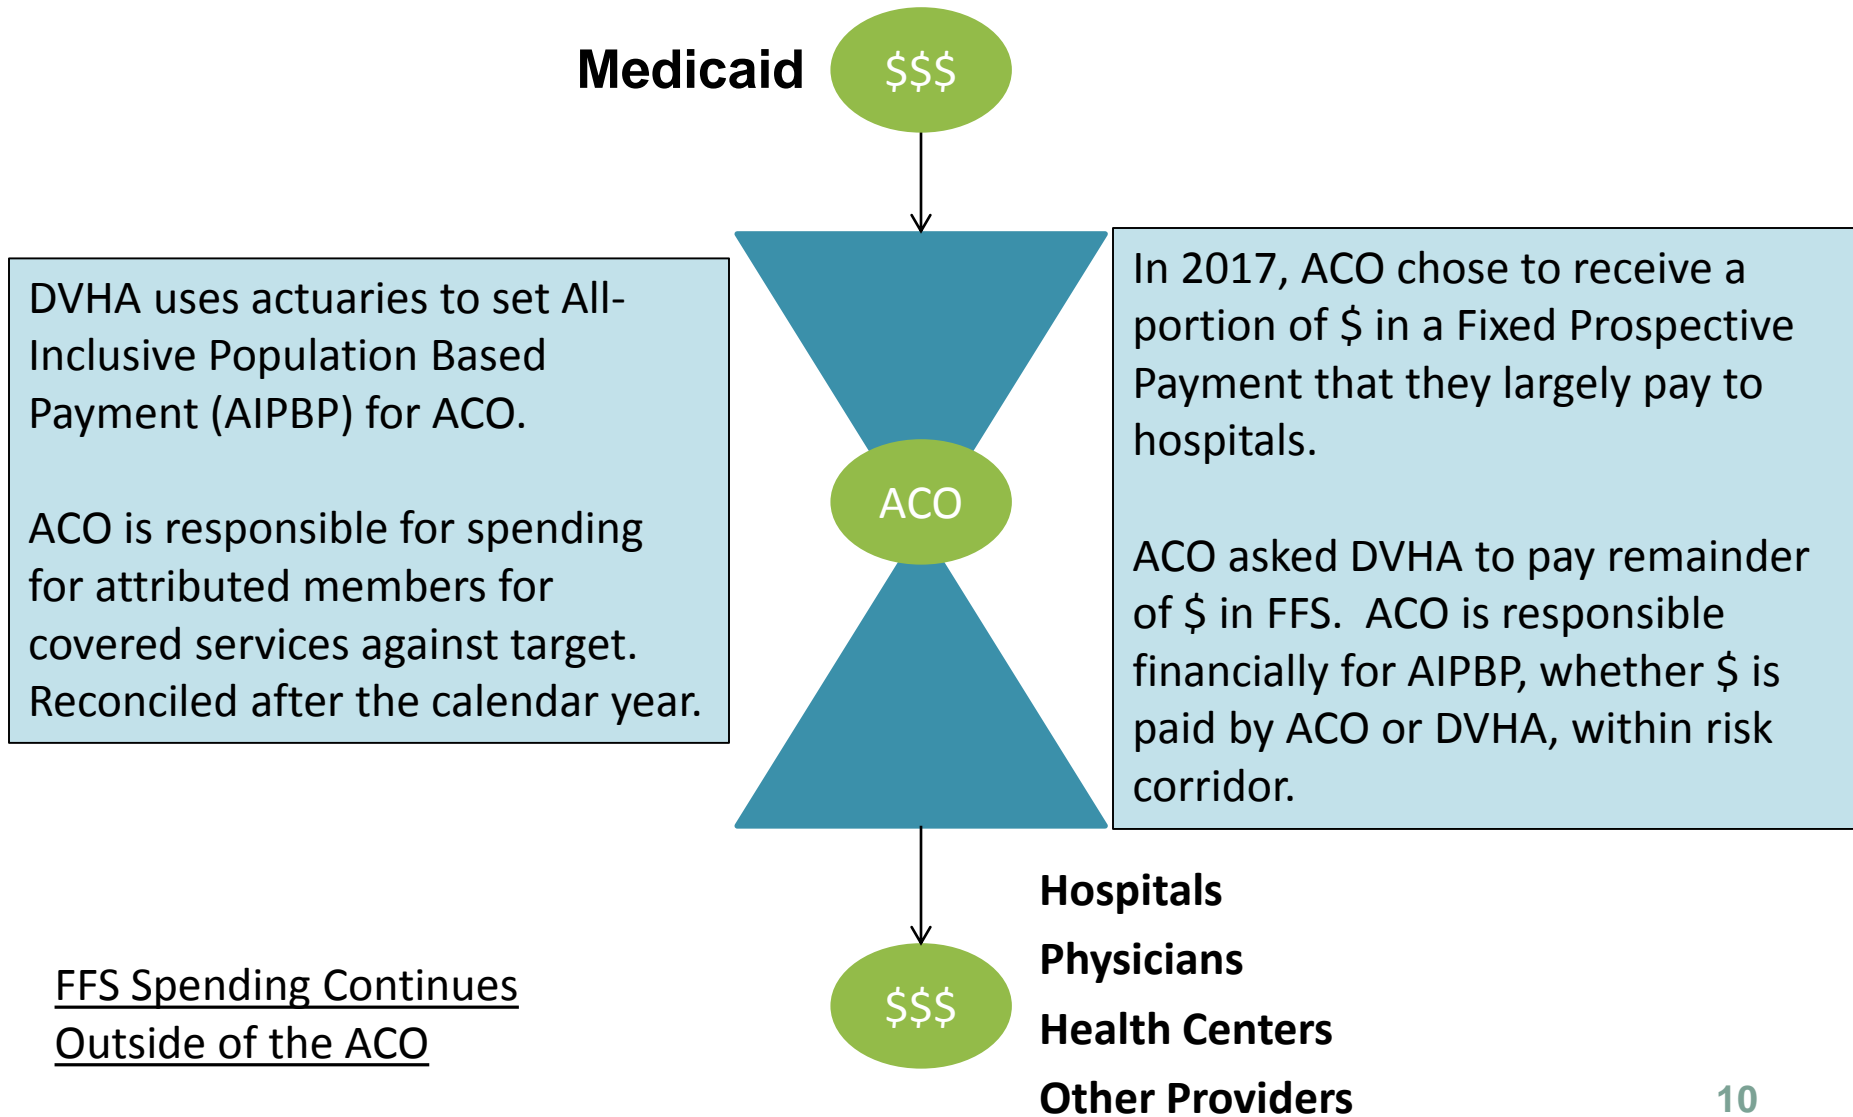 Medicaid
$$$
DVHA uses actuaries to set All-
Inclusive Population Based
Payment (AIPBP) for ACO.
ACO is responsible for spending
for attributed members for
covered services against target.
Reconciled after the calendar year.
ACO
In 2017, ACO chose to receive a
portion of $ in a Fixed Prospective
Payment that they largely pay to
hospitals.
ACO asked DVHA to pay remainder
of $ in FFS.  ACO is responsible
financially for AIPBP, whether $ is
paid by ACO or DVHA, within risk
corridor.
FFS Spending Continues
Outside of the ACO
$$$
Hospitals
Physicians
Health Centers
Other Providers
10